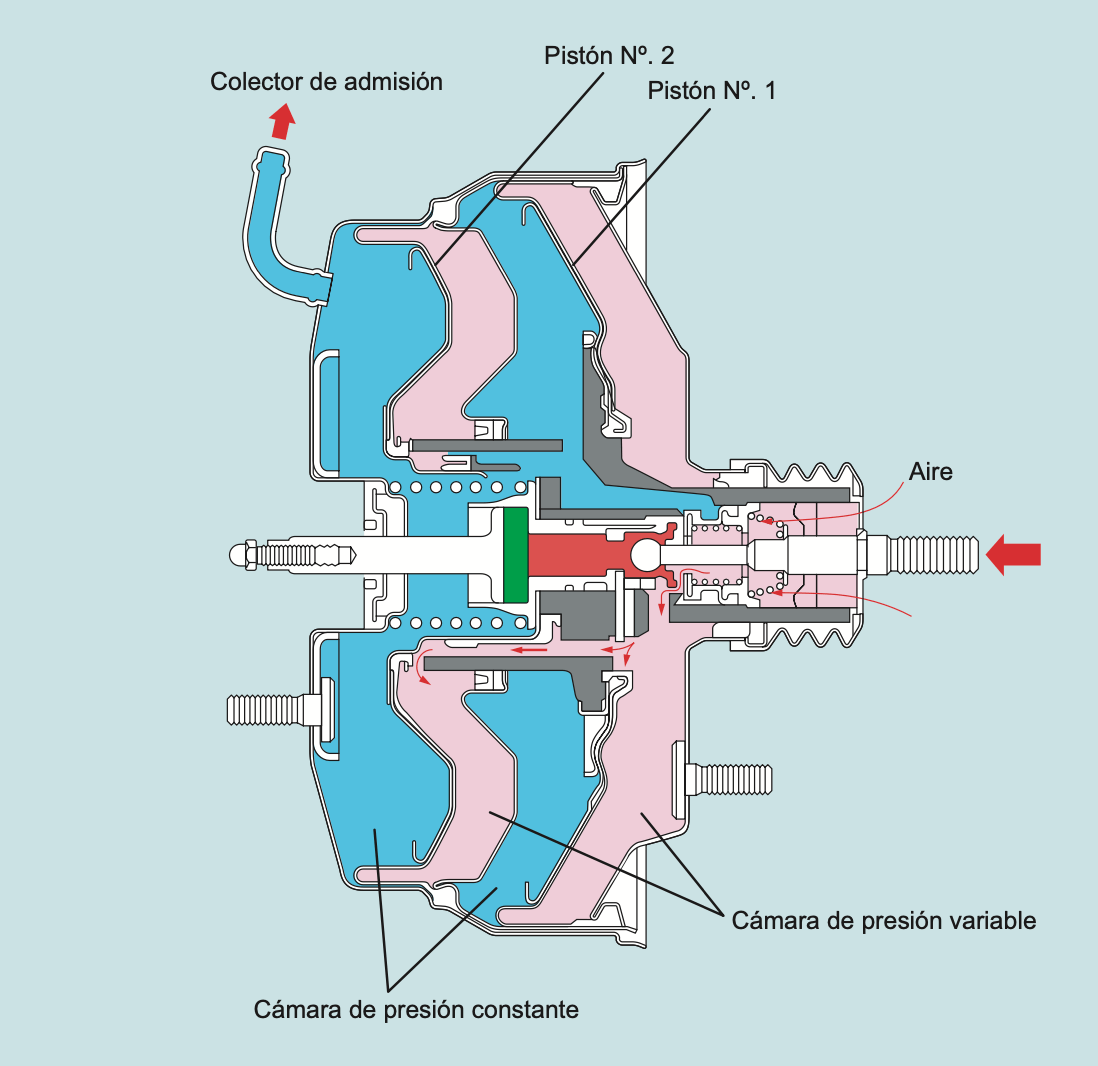 Pistón Nº. 2
Colector de admisión
Pistón Nº. 1
Aire
Cámara de presión variable
Cámara de presión constante